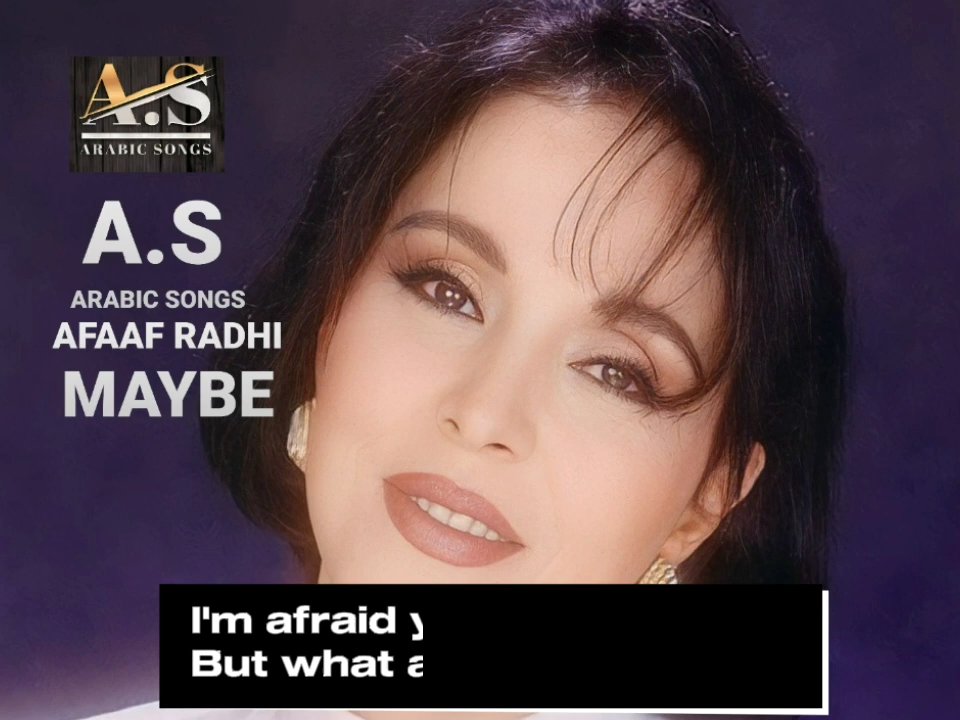 A.S
ARABIC SONGS
A.S
ARABIC SONGS
AFAAF RADHI
MAYBE
I'm afraid
But what